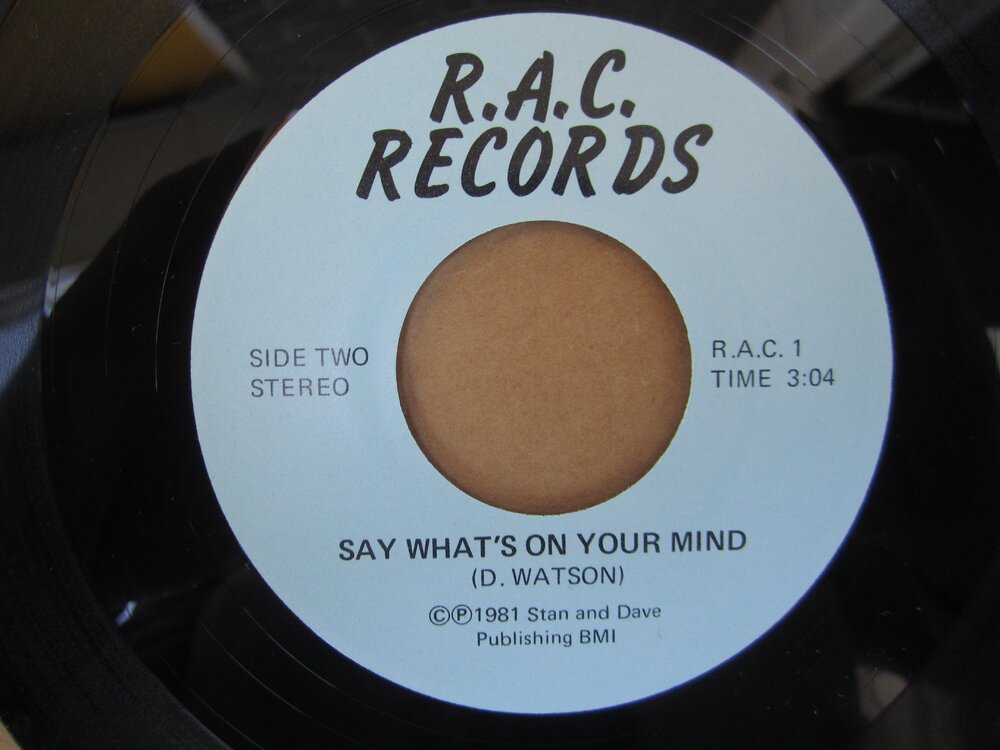 R.A.C.
RECORDS
SIDE TWO
STEREO
R.A.C. 1
TIME 3:04
SAY WHAT'S ON YOUR MIND
(D. WATSON)
©℗1981 Stan and Dave
Publishing BMI